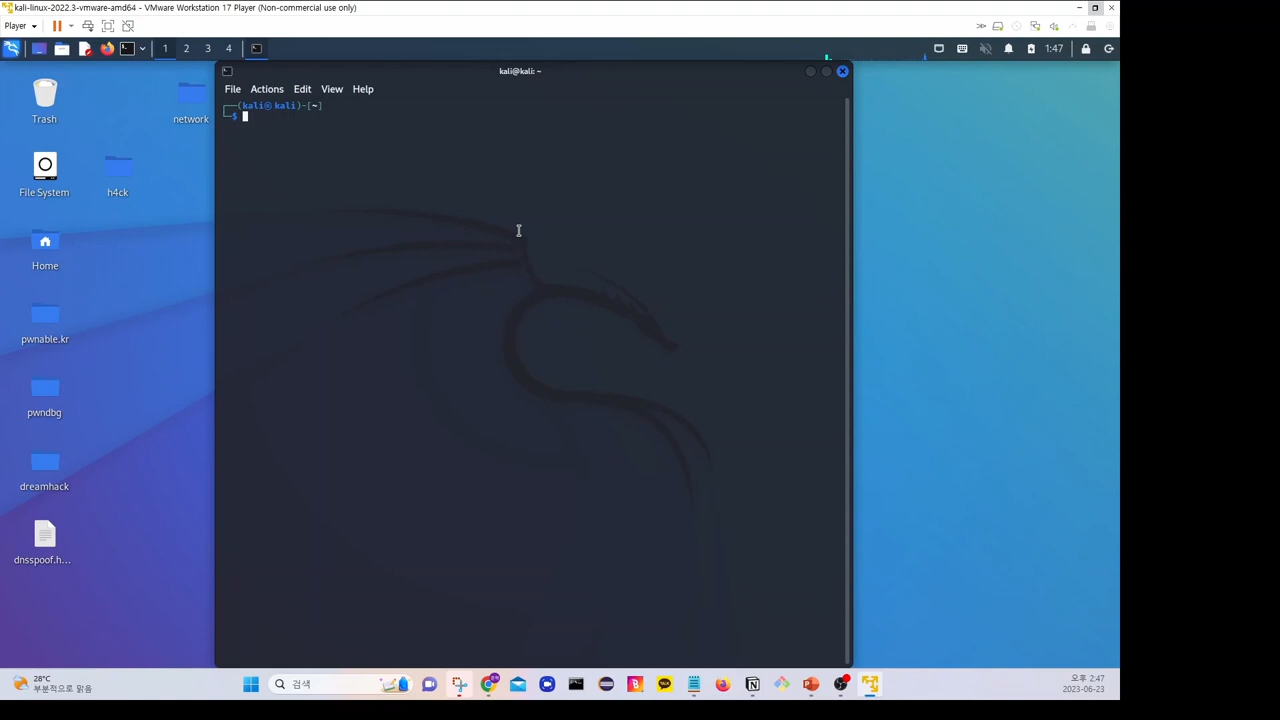 kali-linux-2022.3-vmware-amd64 - VMware Workstation 17 Player (Non-commercial use only)
Player
1 2 3 4
1:47
kali@kali: ~
File Actions Edit View Help
(kali㉿kali)-[~]
$
Trash
network
File System
h4ck
Home
pwnable.kr
pwndbg
dreamhack
dnsspoof.h...
28°C
부분적으로 맑음
검색
TALK
오후 2:47
2023-06-23